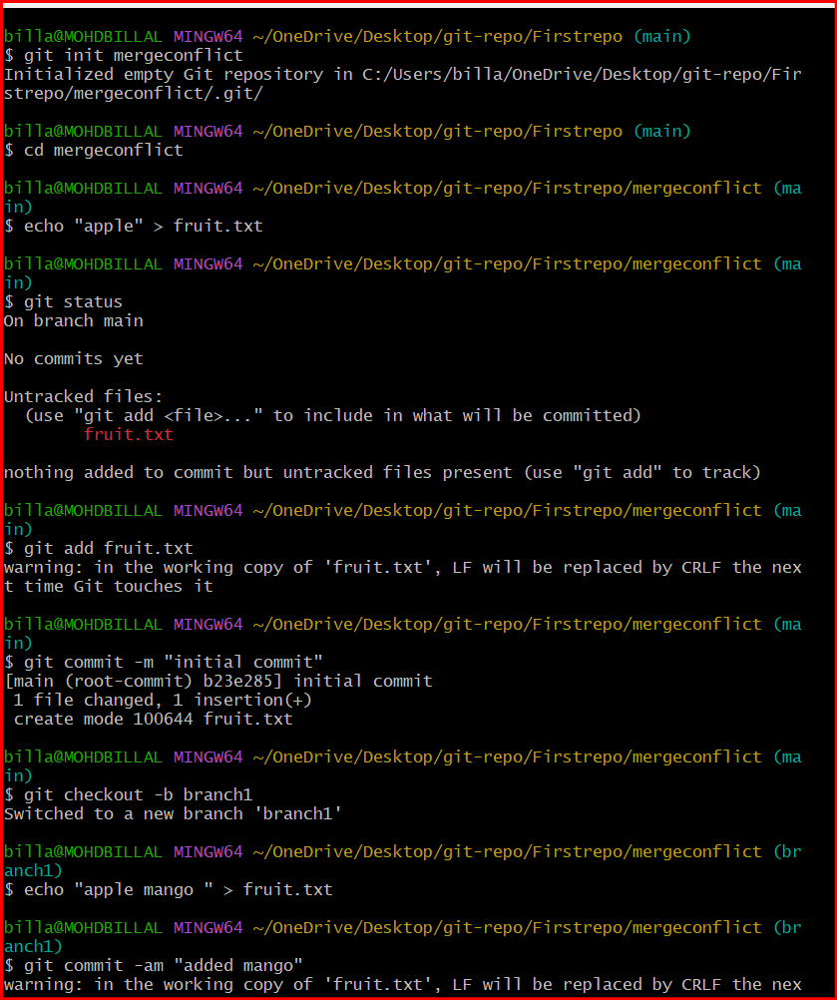 billa@MOHDBILLAL MINGW64 ~/OneDrive/Desktop/git-repo/Firstrepo (main)
$ git init mergeconflict
Initialized empty Git repository in C:/Users/billa/OneDrive/Desktop/git-repo/Fir
strepo/mergeconflict/.git/
billa@MOHDBILLAL MINGW64 ~/OneDrive/Desktop/git-repo/Firstrepo (main)
$ cd mergeconflict
billa@MOHDBILLAL MINGW64 ~/OneDrive/Desktop/git-repo/Firstrepo/mergeconflict (ma
in)
$ echo "apple" > fruit.txt
billa@MOHDBILLAL MINGW64 ~/OneDrive/Desktop/git-repo/Firstrepo/mergeconflict (ma
in)
$ git status
On branch main
No commits yet
Untracked files:
  (use "git add <file>..." to include in what will be committed)
        fruit.txt
nothing added to commit but untracked files present (use "git add" to track)
billa@MOHDBILLAL MINGW64 ~/OneDrive/Desktop/git-repo/Firstrepo/mergeconflict (ma
in)
$ git add fruit.txt
warning: in the working copy of 'fruit.txt', LF will be replaced by CRLF the nex
t time Git touches it
billa@MOHDBILLAL MINGW64 ~/OneDrive/Desktop/git-repo/Firstrepo/mergeconflict (ma
in)
$ git commit -m "initial commit"
[main (root-commit) b23e285] initial commit
 1 file changed, 1 insertion(+)
 create mode 100644 fruit.txt
billa@MOHDBILLAL MINGW64 ~/OneDrive/Desktop/git-repo/Firstrepo/mergeconflict (ma
in)
$ git checkout -b branch1
Switched to a new branch 'branch1'
billa@MOHDBILLAL MINGW64 ~/OneDrive/Desktop/git-repo/Firstrepo/mergeconflict (br
anch1)
$ echo "apple mango " > fruit.txt
billa@MOHDBILLAL MINGW64 ~/OneDrive/Desktop/git-repo/Firstrepo/mergeconflict (br
anch1)
$ git commit -am "added mango"
warning: in the working copy of 'fruit.txt', LF will be replaced by CRLF the nex